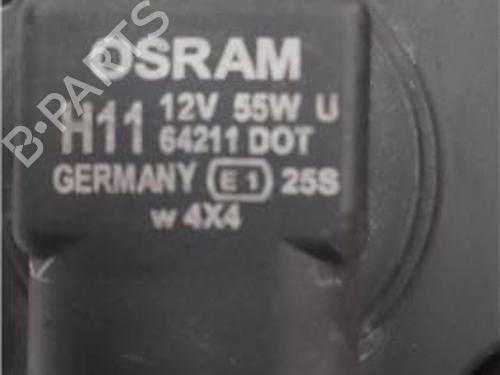 OSRAM
H11 12V 55W U
64211 DOT
GERMANY E1 25S
w 4X4
B-PARTS